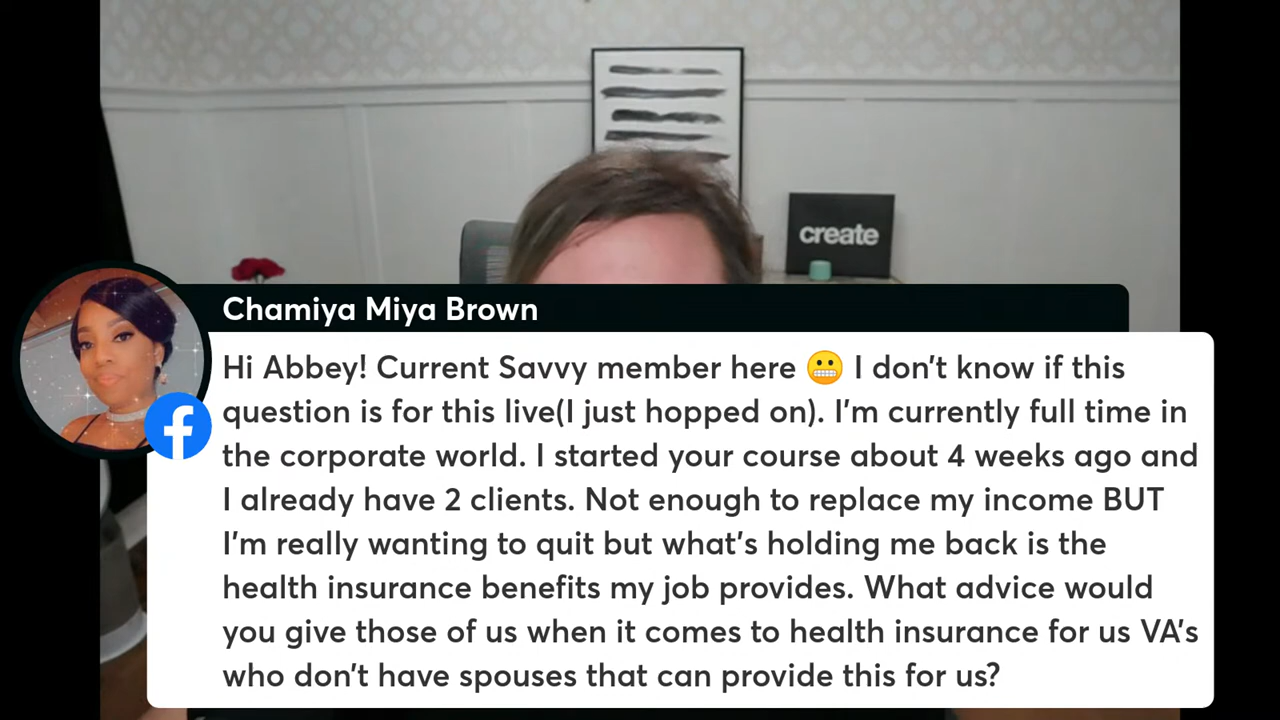 create
Chamiya Miya Brown
Hi Abbey! Current Savvy member here 😬 I don't know if this
question is for this live(I just hopped on). I'm currently full time in
the corporate world. I started your course about 4 weeks ago and
I already have 2 clients. Not enough to replace my income BUT
I'm really wanting to quit but what's holding me back is the
health insurance benefits my job provides. What advice would
you give those of us when it comes to health insurance for us VA's
who don't have spouses that can provide this for us?